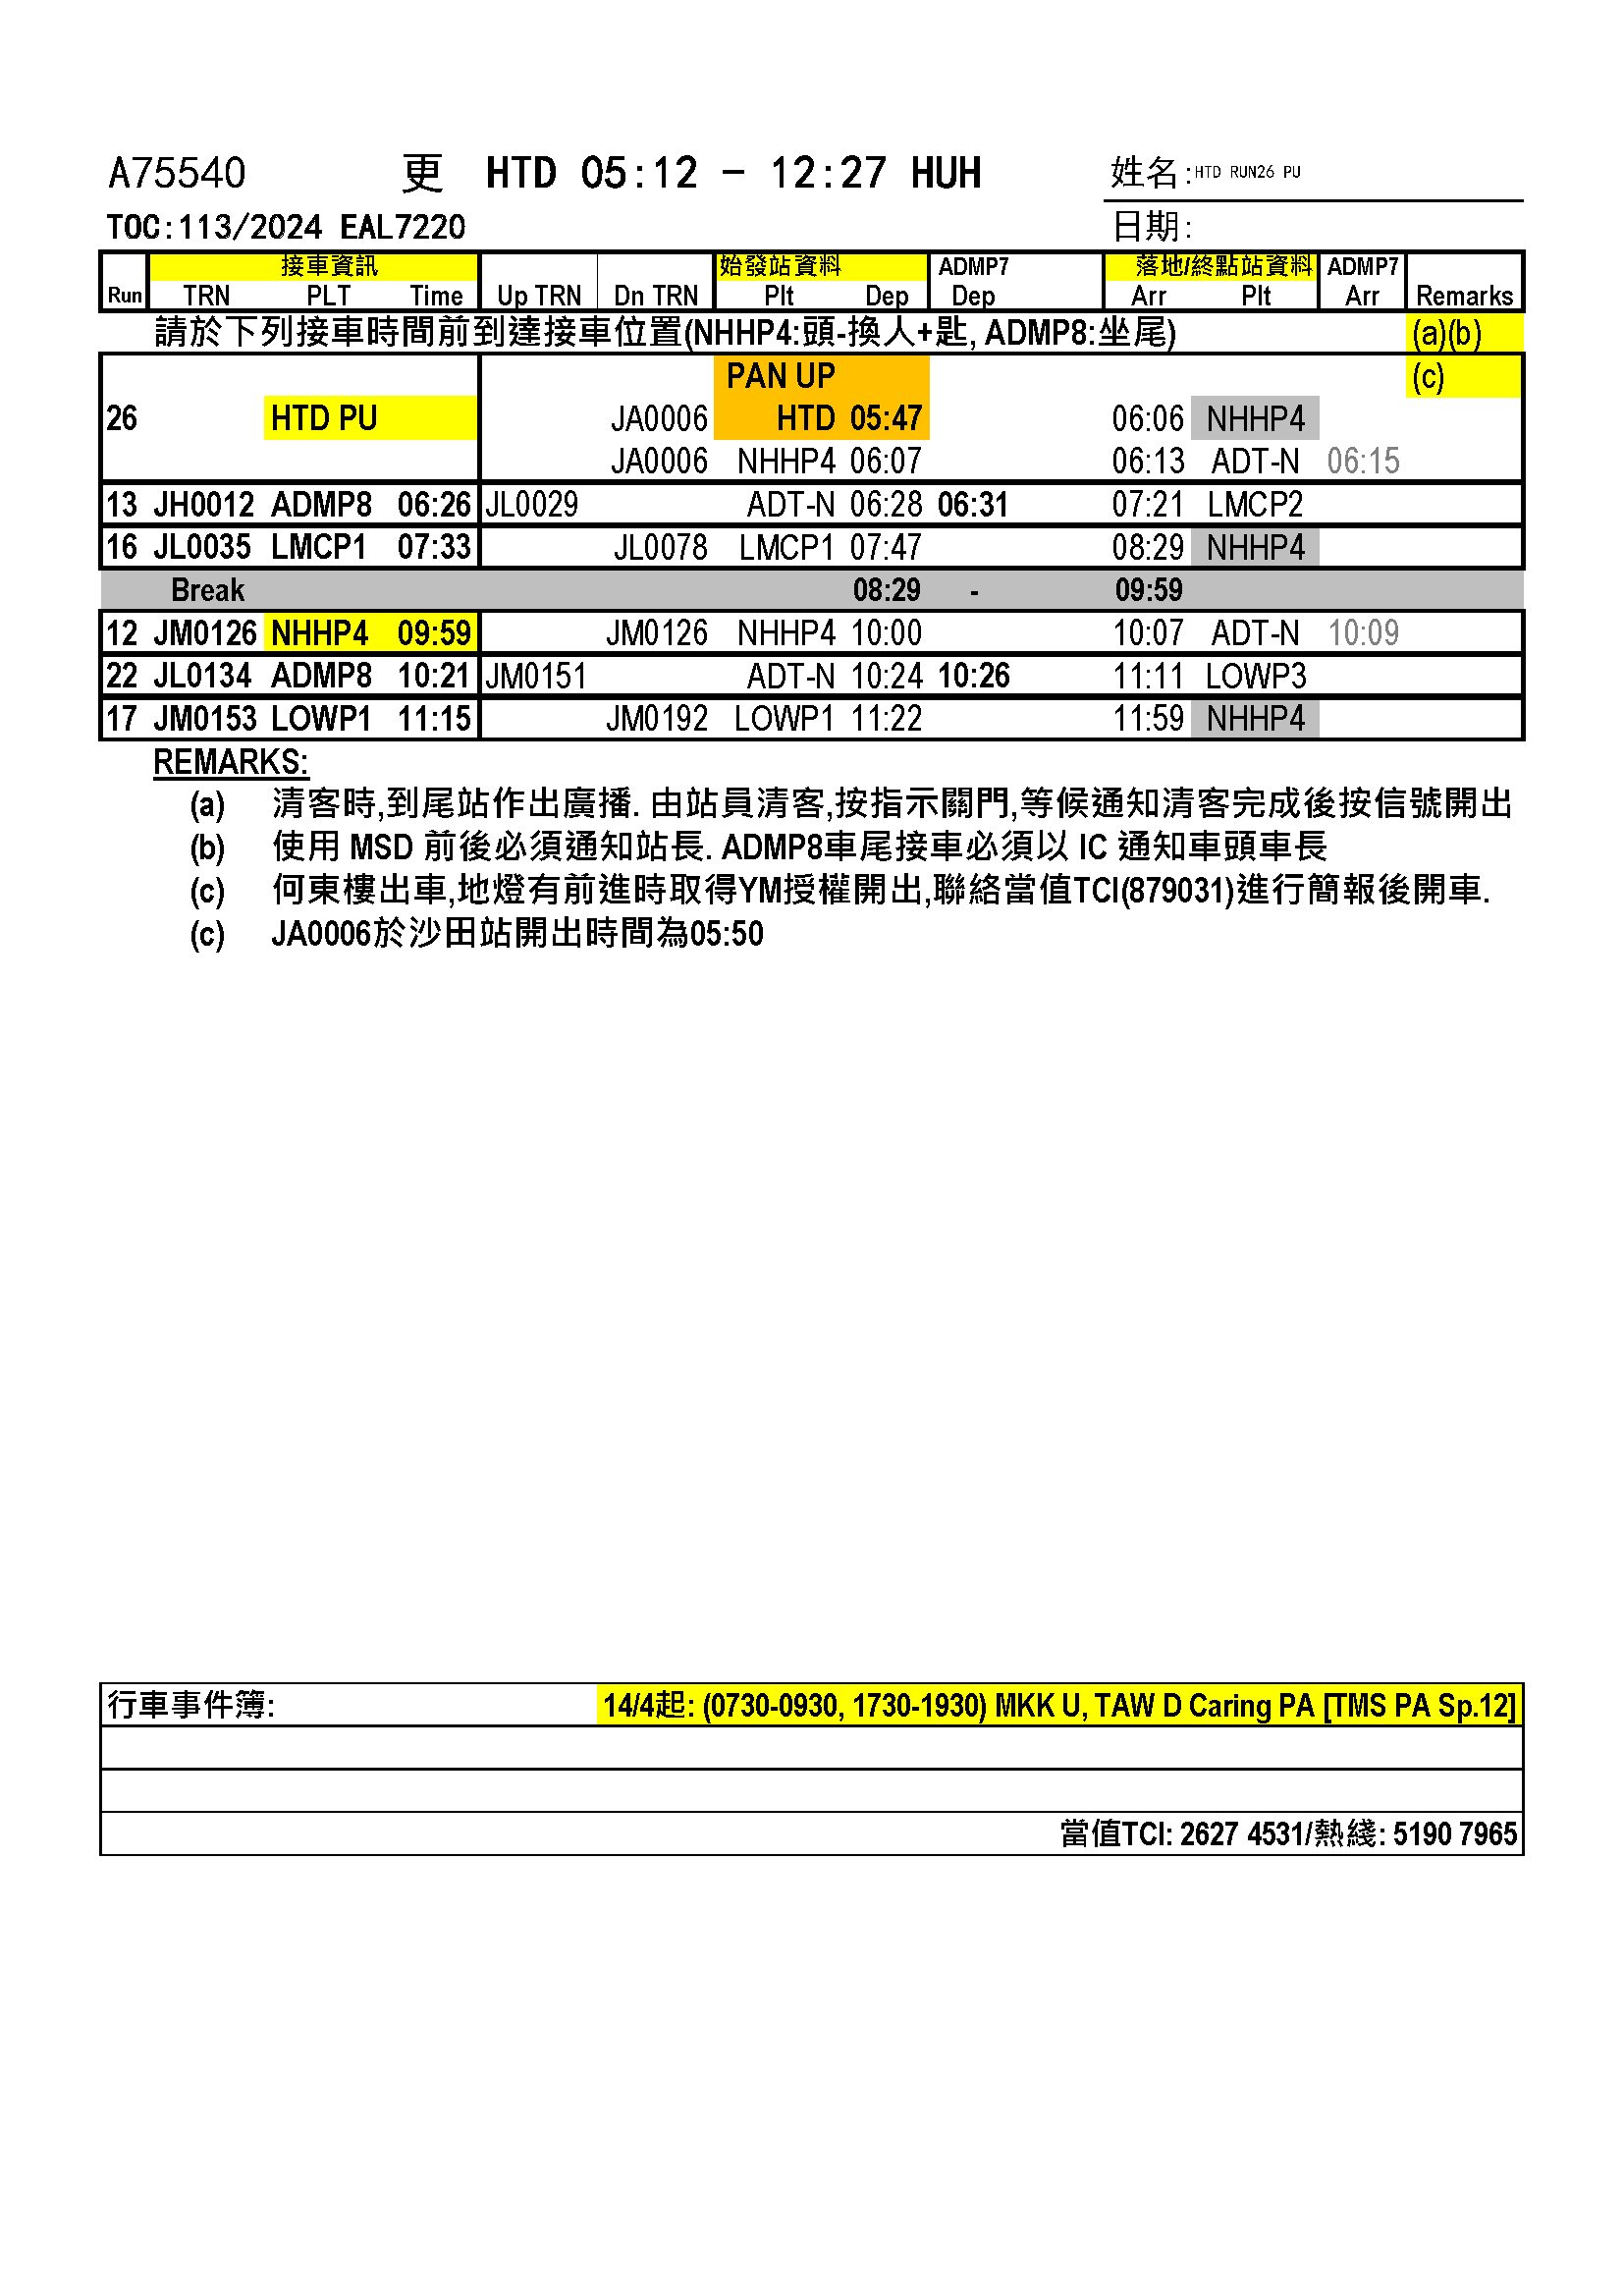 A75540 更 HTD 05:12 - 12:27 HUH 姓名:HTD RUN26 PU
TOC:113/2024 EAL7220 日期:
接車資訊 始發站資料 ADMP7 落地/終點站資料 ADMP7
Run TRN PLT Time Up TRN Dn TRN Plt Dep Dep Arr Plt Arr Remarks
請於下列接車時間前到達接車位置(NHHP4:頭-換人+匙, ADMP8:坐尾) (a)(b)
PAN UP (c)
26 HTD PU JA0006 HTD 05:47 06:06 NHHP4
JA0006 NHHP4 06:07 06:13 ADT-N 06:15
13 JH0012 ADMP8 06:26 JL0029 ADT-N 06:28 06:31 07:21 LMCP2
16 JL0035 LMCP1 07:33 JL0078 LMCP1 07:47 08:29 NHHP4
Break 08:29 - 09:59
12 JM0126 NHHP4 09:59 JM0126 NHHP4 10:00 10:07 ADT-N 10:09
22 JL0134 ADMP8 10:21 JM0151 ADT-N 10:24 10:26 11:11 LOWP3
17 JM0153 LOWP1 11:15 JM0192 LOWP1 11:22 11:59 NHHP4
REMARKS:
(a) 清客時,到尾站作出廣播. 由站員清客,按指示關門,等候通知清客完成後按信號開出
(b) 使用 MSD 前後必須通知站長. ADMP8車尾接車必須以 IC 通知車頭車長
(c) 何東樓出車,地燈有前進時取得YM授權開出,聯絡當值TCI(879031)進行簡報後開車.
(c) JA0006於沙田站開出時間為05:50
行車事件簿: 14/4起: (0730-0930, 1730-1930) MKK U, TAW D Caring PA [TMS PA Sp.12]
當值TCI: 2627 4531/熱綫: 5190 7965